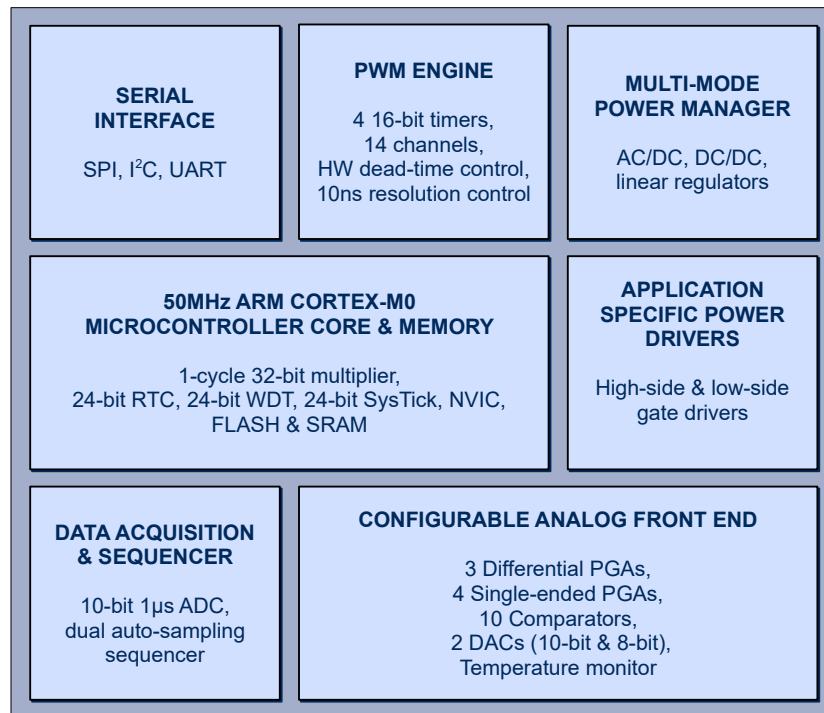 SERIAL
INTERFACE
SPI, I²C, UART
PWM ENGINE
4 16-bit timers,
14 channels,
HW dead-time control,
10ns resolution control
MULTI-MODE
POWER MANAGER
AC/DC, DC/DC,
linear regulators
50MHz ARM CORTEX-M0
MICROCONTROLLER CORE & MEMORY
1-cycle 32-bit multiplier,
24-bit RTC, 24-bit WDT, 24-bit SysTick, NVIC,
FLASH & SRAM
APPLICATION
SPECIFIC POWER
DRIVERS
High-side & low-side
gate drivers
DATA ACQUISITION
& SEQUENCER
10-bit 1µs ADC,
dual auto-sampling
sequencer
CONFIGURABLE ANALOG FRONT END
3 Differential PGAs,
4 Single-ended PGAs,
10 Comparators,
2 DACs (10-bit & 8-bit),
Temperature monitor